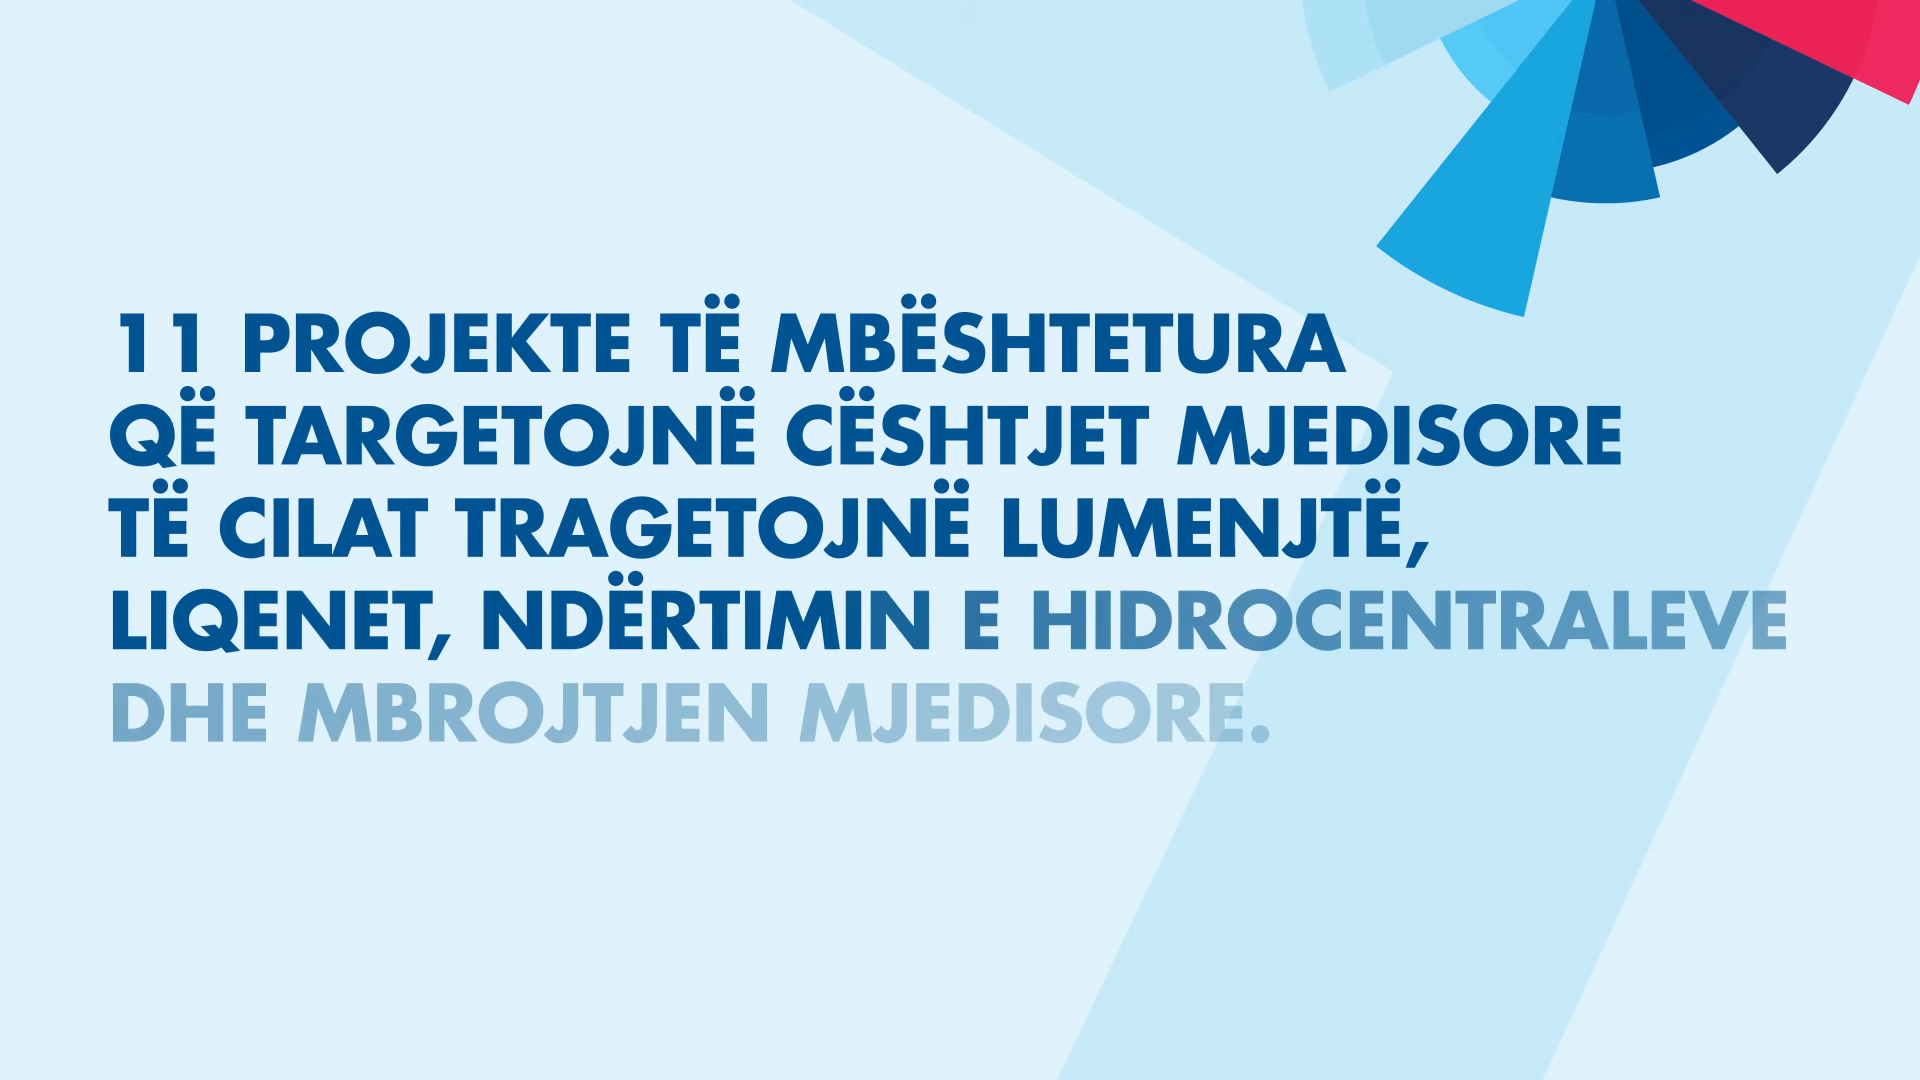 11 PROJEKTE TË MBËSHTETURA
QË TARGETOJNË CËSHTJET MJEDISORE
TË CILAT TRAGETOJNË LUMENJTË,
LIQENET, NDËRTIMIN E HIDROCENTRALEVE
DHE MBROJTJEN MJEDISORE.